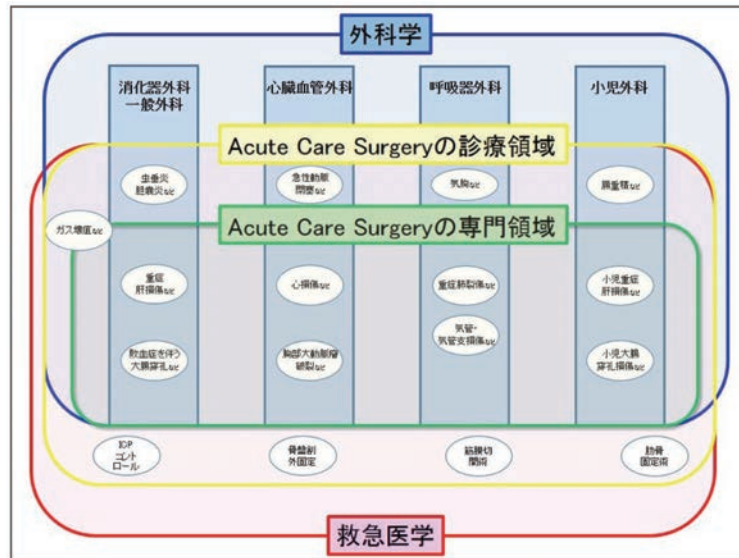 外科学
消化器外科
一般外科
心臓血管外科
呼吸器外科
小児外科
Acute Care Surgeryの診療領域
虫垂炎
胆嚢炎など
急性動脈
閉塞など
気胸など
腸重積など
ガス壊疽など
Acute Care Surgeryの専門領域
重症
肝損傷など
心損傷など
重症肺裂傷など
小児重症
肝損傷など
敗血症を伴う
大腸穿孔など
胸部大動脈瘤
破裂など
気管・
気管支損傷など
小児大腸
穿孔損傷など
ICP
コント
ロール
骨盤創
外固定
筋膜切
開術
肋骨
固定術
救急医学